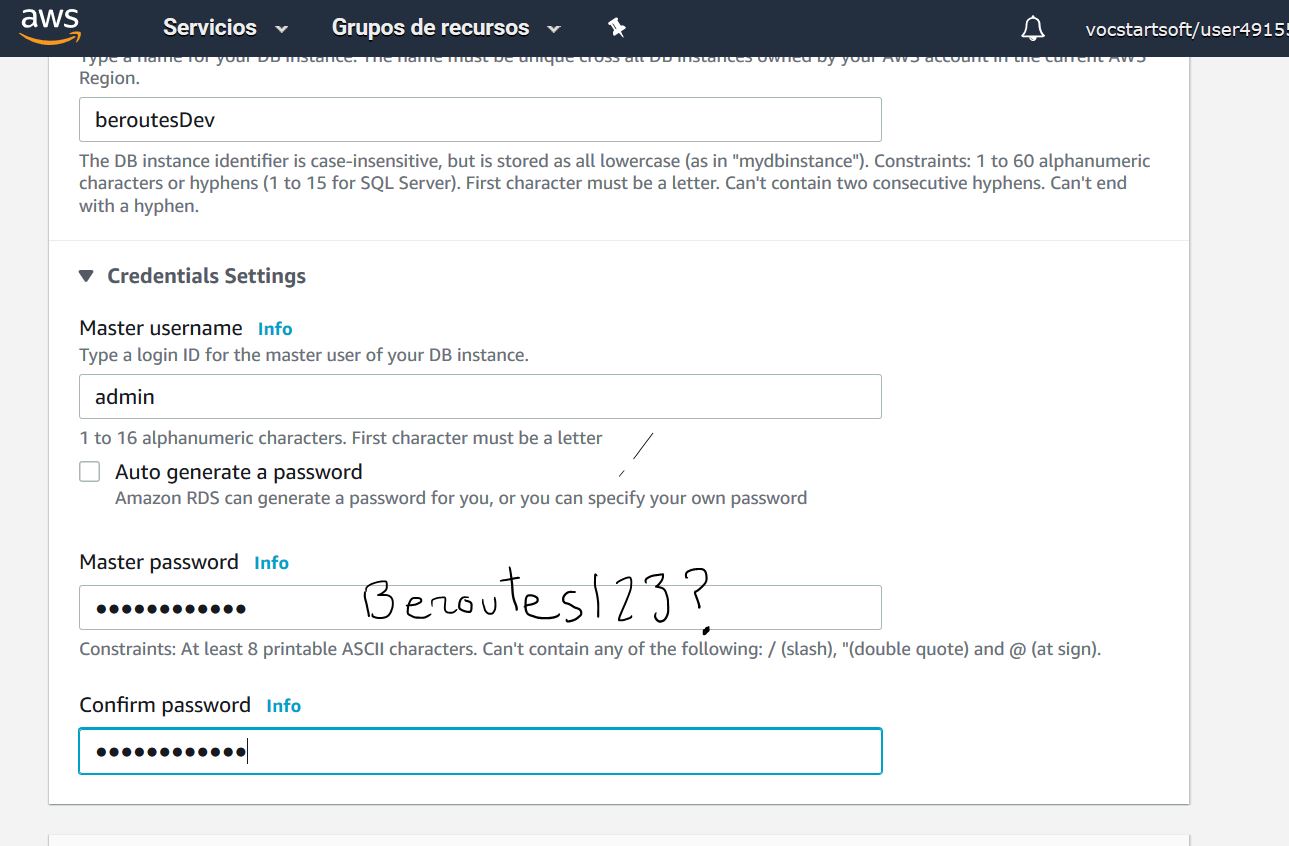 aws
Servicios
Grupos de recursos
vocstartsoft/user49155
Type a name for your DB instance. The name must be unique cross all DB instances owned by your AWS account in the current AWS
Region.
beroutesDev
The DB instance identifier is case-insensitive, but is stored as all lowercase (as in "mydbinstance"). Constraints: 1 to 60 alphanumeric
characters or hyphens (1 to 15 for SQL Server). First character must be a letter. Can't contain two consecutive hyphens. Can't end
with a hyphen.
Credentials Settings
Master username Info
Type a login ID for the master user of your DB instance.
admin
1 to 16 alphanumeric characters. First character must be a letter
Auto generate a password
Amazon RDS can generate a password for you, or you can specify your own password
Master password Info
•••••••••••• Beroutes123?
Constraints: At least 8 printable ASCII characters. Can't contain any of the following: / (slash), "(double quote) and @ (at sign).
Confirm password Info
••••••••••••